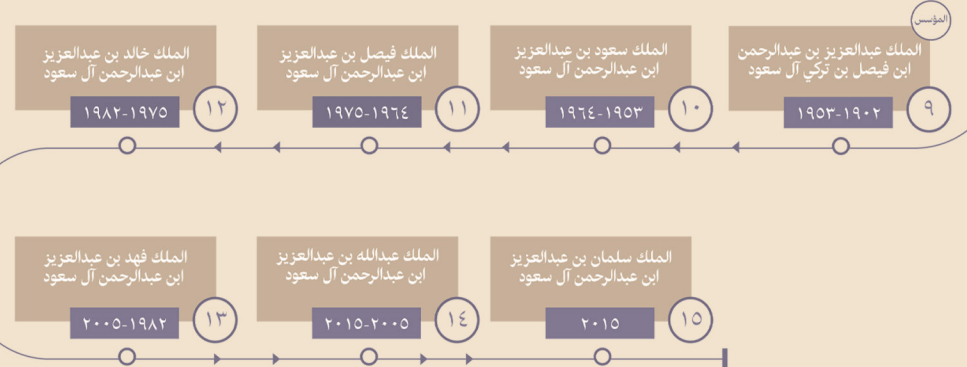 المؤسس
الملك عبدالعزيز بن عبدالرحمن
ابن فيصل بن تركي آل سعود
١٩٠٢-١٩٥٣
٩
الملك سعود بن عبدالعزيز
ابن عبدالرحمن آل سعود
١٩٥٣-١٩٦٤
١٠
الملك فيصل بن عبدالعزيز
ابن عبدالرحمن آل سعود
١٩٦٤-١٩٧٥
١١
الملك خالد بن عبدالعزيز
ابن عبدالرحمن آل سعود
١٩٧٥-١٩٨٢
١٢
الملك فهد بن عبدالعزيز
ابن عبدالرحمن آل سعود
١٩٨٢-٢٠٠٥
١٣
الملك عبدالله بن عبدالعزيز
ابن عبدالرحمن آل سعود
٢٠٠٥-٢٠١٥
١٤
الملك سلمان بن عبدالعزيز
ابن عبدالرحمن آل سعود
٢٠١٥
١٥